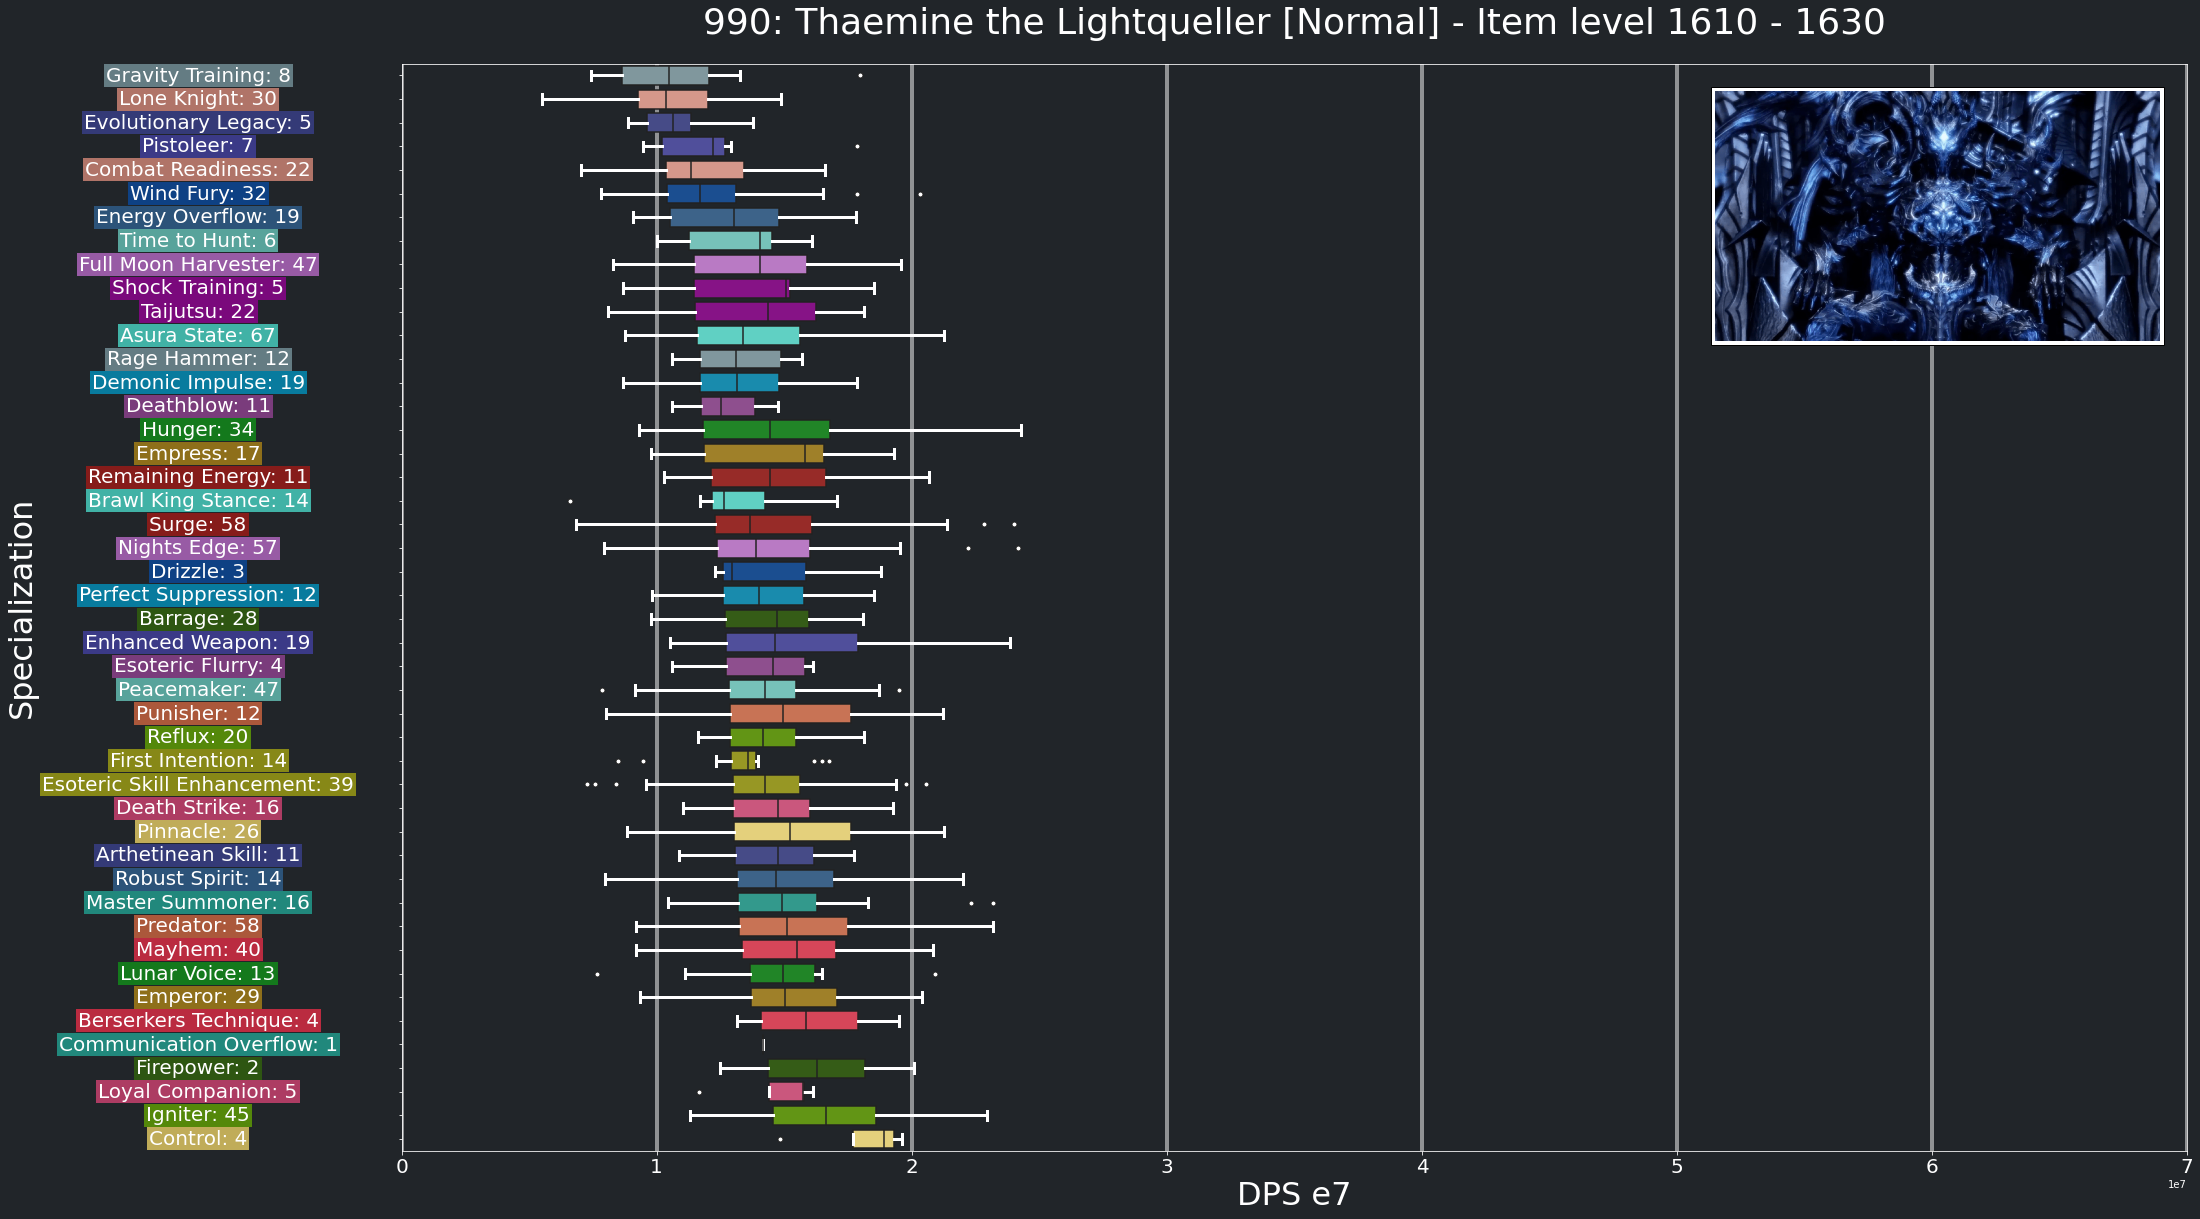 990: Thaemine the Lightqueller [Normal] - Item level 1610 - 1630
Specialization
Gravity Training: 8
Lone Knight: 30
Evolutionary Legacy: 5
Pistoleer: 7
Combat Readiness: 22
Wind Fury: 32
Energy Overflow: 19
Time to Hunt: 6
Full Moon Harvester: 47
Shock Training: 5
Taijutsu: 22
Asura State: 67
Rage Hammer: 12
Demonic Impulse: 19
Deathblow: 11
Hunger: 34
Empress: 17
Remaining Energy: 11
Brawl King Stance: 14
Surge: 58
Nights Edge: 57
Drizzle: 3
Perfect Suppression: 12
Barrage: 28
Enhanced Weapon: 19
Esoteric Flurry: 4
Peacemaker: 47
Punisher: 12
Reflux: 20
First Intention: 14
Esoteric Skill Enhancement: 39
Death Strike: 16
Pinnacle: 26
Arthetinean Skill: 11
Robust Spirit: 14
Master Summoner: 16
Predator: 58
Mayhem: 40
Lunar Voice: 13
Emperor: 29
Berserkers Technique: 4
Communication Overflow: 1
Firepower: 2
Loyal Companion: 5
Igniter: 45
Control: 4
0 1 2 3 4 5 6 7
1e7
DPS e7